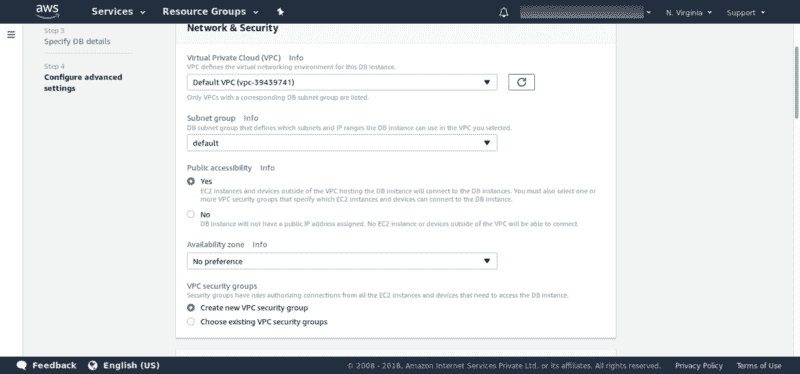 aws Services Resource Groups N. Virginia Support
Step 3
Specify DB details
Step 4
Configure advanced
settings
Network & Security
Virtual Private Cloud (VPC) Info
VPC defines the virtual networking environment for this DB instance.
Default VPC (vpc-39439741)
Only VPCs with a corresponding DB subnet group are listed.
Subnet group Info
DB subnet group that defines which subnets and IP ranges the DB instance can use in the VPC you selected.
default
Public accessibility Info
Yes
EC2 instances and devices outside of the VPC hosting the DB instance will connect to the DB instances. You must also select one or
more VPC security groups that specify which EC2 instances and devices can connect to the DB instance.
No
DB instance will not have a public IP address assigned. No EC2 instance or devices outside of the VPC will be able to connect.
Availability zone Info
No preference
VPC security groups
Security groups have rules authorizing connections from all the EC2 instances and devices that need to access the DB instance.
Create new VPC security group
Choose existing VPC security groups
Feedback English (US) © 2008 - 2018, Amazon Internet Services Private Ltd. or its affiliates. All rights reserved. Privacy Policy Terms of Use